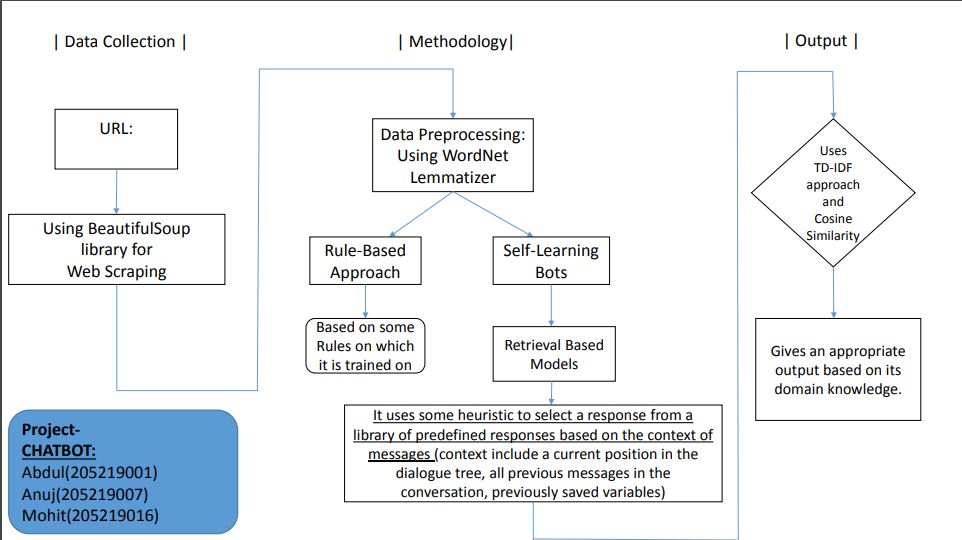 | Data Collection |
| Methodology|
| Output |
URL:
Using BeautifulSoup
library for
Web Scraping
Data Preprocessing:
Using WordNet
Lemmatizer
Rule-Based
Approach
Self-Learning
Bots
Based on some
Rules on which
it is trained on
Retrieval Based
Models
It uses some heuristic to select a response from a
library of predefined responses based on the context of
messages (context include a current position in the
dialogue tree, all previous messages in the
conversation, previously saved variables)
Uses
TD-IDF
approach
and
Cosine
Similarity
Gives an appropriate
output based on its
domain knowledge.
Project-
CHATBOT:
Abdul(205219001)
Anuj(205219007)
Mohit(205219016)